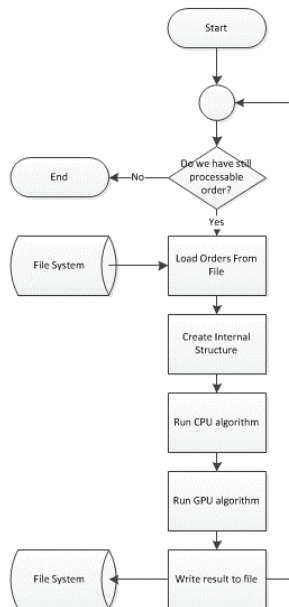 Start
Do we have still
processable
order?
No
End
Yes
File System
Load Orders From
File
Create Internal
Structure
Run CPU algorithm
Run GPU algorithm
File System
Write result to file